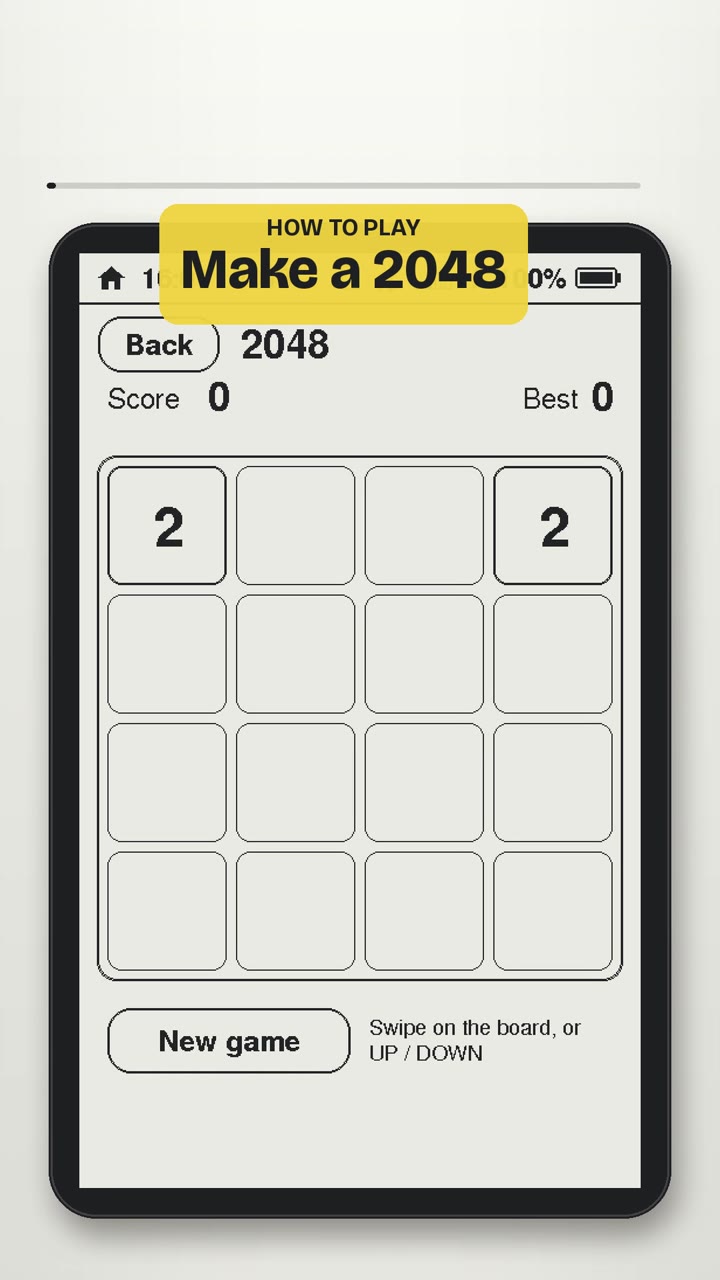 HOW TO PLAY
Make a 2048
Back 2048
Score 0 Best 0
2 2
New game
Swipe on the board, or
UP / DOWN